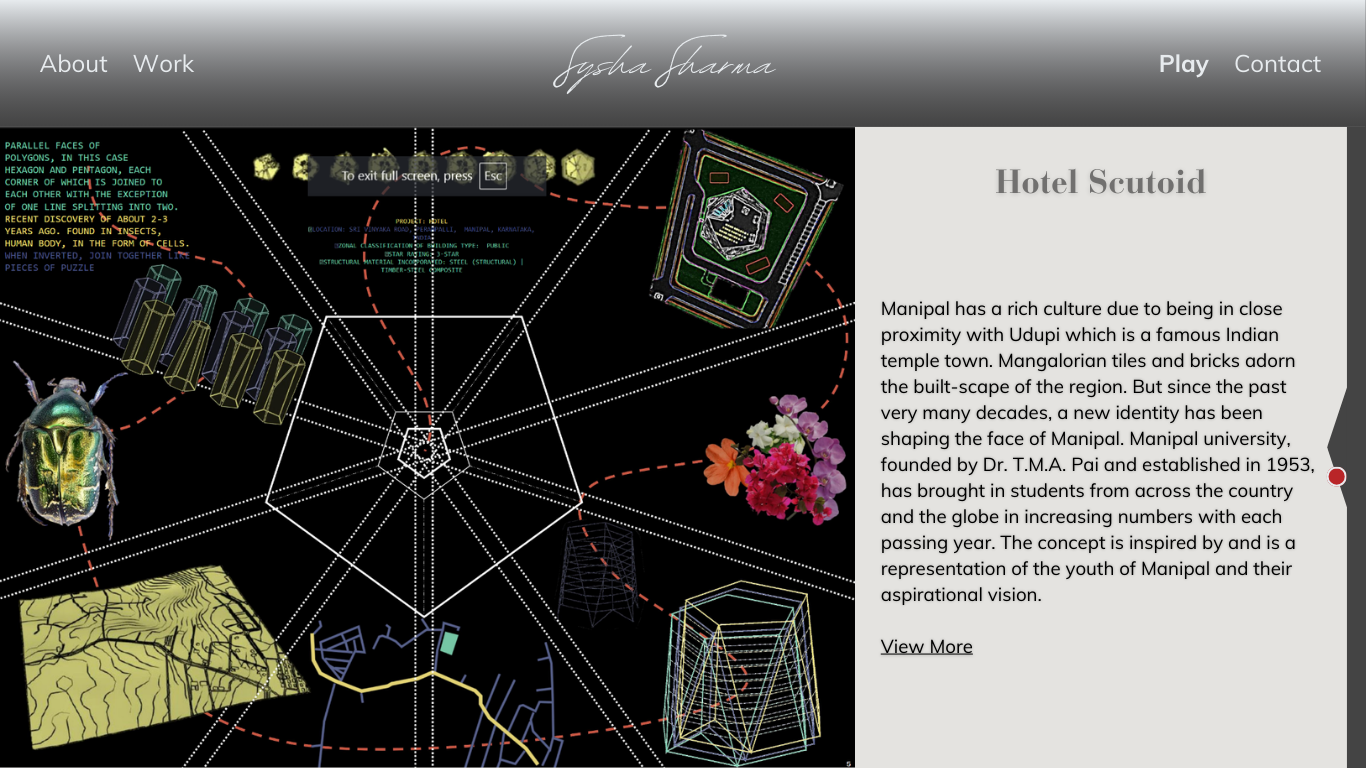 About Work
Sysha Sharma
Play Contact
PARALLEL FACES OF
POLYGONS, IN THIS CASE
HEXAGON AND PENTAGON, EACH
CORNER OF WHICH IS JOINED TO
EACH OTHER WITH THE EXCEPTION
OF ONE LINE SPLITTING INTO TWO.
RECENT DISCOVERY OF ABOUT 2-3
YEARS AGO. FOUND IN INSECTS,
HUMAN BODY, IN THE FORM OF CELLS.
WHEN INVERTED, JOIN TOGETHER LIKE
PIECES OF PUZZLE
To exit full screen, press Esc
PROJECT: HOTEL
LOCATION: SRI VINYAKA ROAD, PERAMPALLI, MANIPAL, KARNATAKA,
ZONAL CLASSIFICATION OF BUILDING TYPE: PUBLIC
STAR RATING: 3-STAR
STRUCTURAL MATERIAL INCORPORATED: STEEL (STRUCTURAL) |
TIMBER-STEEL COMPOSITE
Hotel Scutoid
Manipal has a rich culture due to being in close
proximity with Udupi which is a famous Indian
temple town. Mangalorian tiles and bricks adorn
the built-scape of the region. But since the past
very many decades, a new identity has been
shaping the face of Manipal. Manipal university,
founded by Dr. T.M.A. Pai and established in 1953,
has brought in students from across the country
and the globe in increasing numbers with each
passing year. The concept is inspired by and is a
representation of the youth of Manipal and their
aspirational vision.
View More